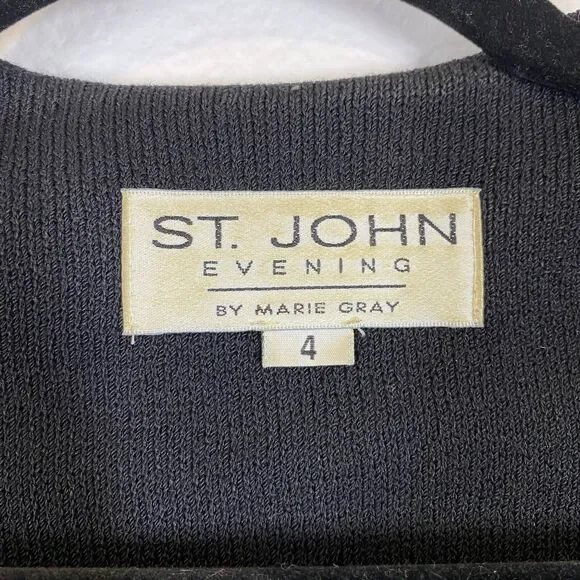 ST. JOHN
EVENING
BY MARIE GRAY
4